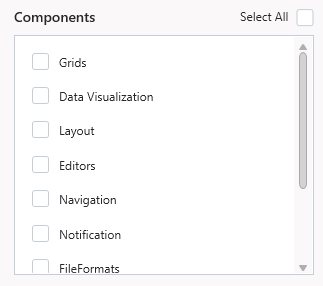 Components Select All
Grids
Data Visualization
Layout
Editors
Navigation
Notification
FileFormats